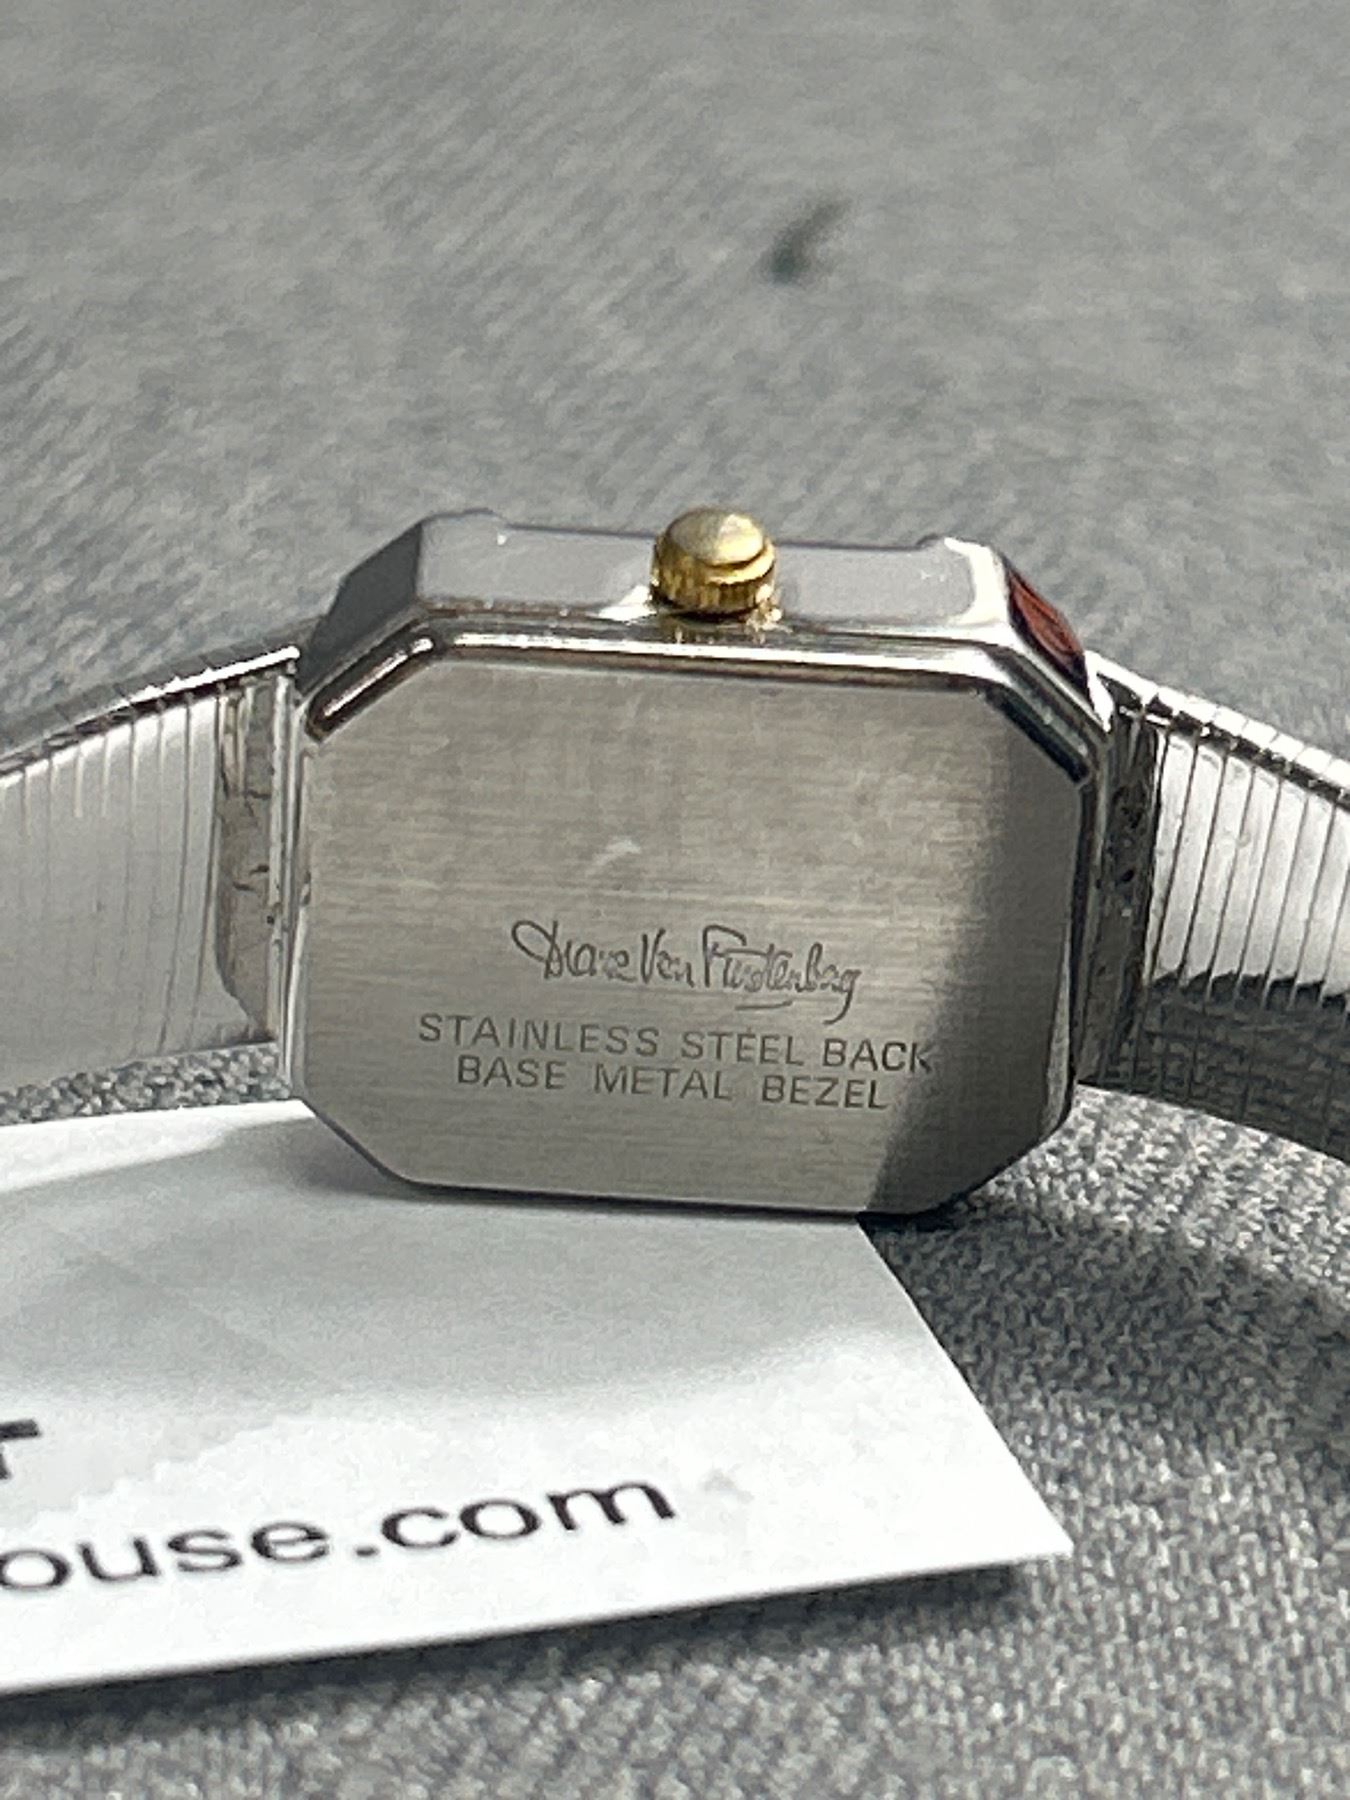 Diane Von Furstenberg
STAINLESS STEEL BACK
BASE METAL BEZEL
ouse.com